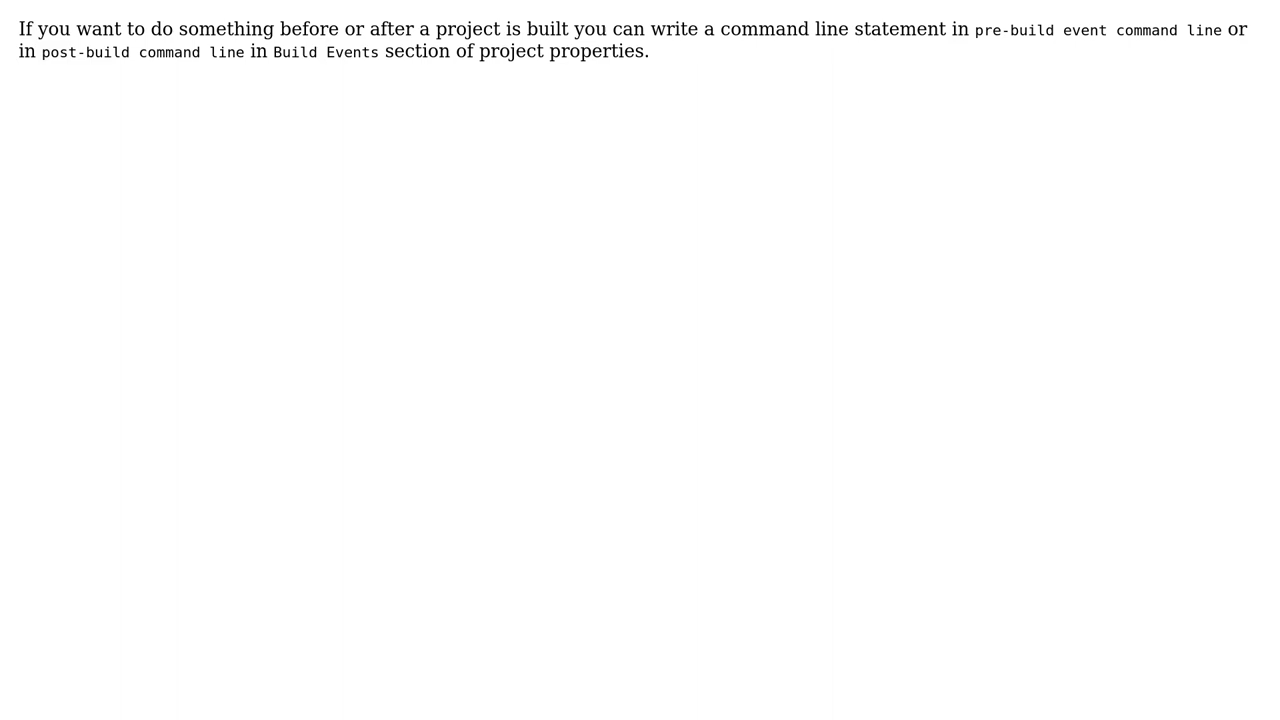 If you want to do something before or after a project is built you can write a command line statement in pre-build event command line or
in post-build command line in Build Events section of project properties.